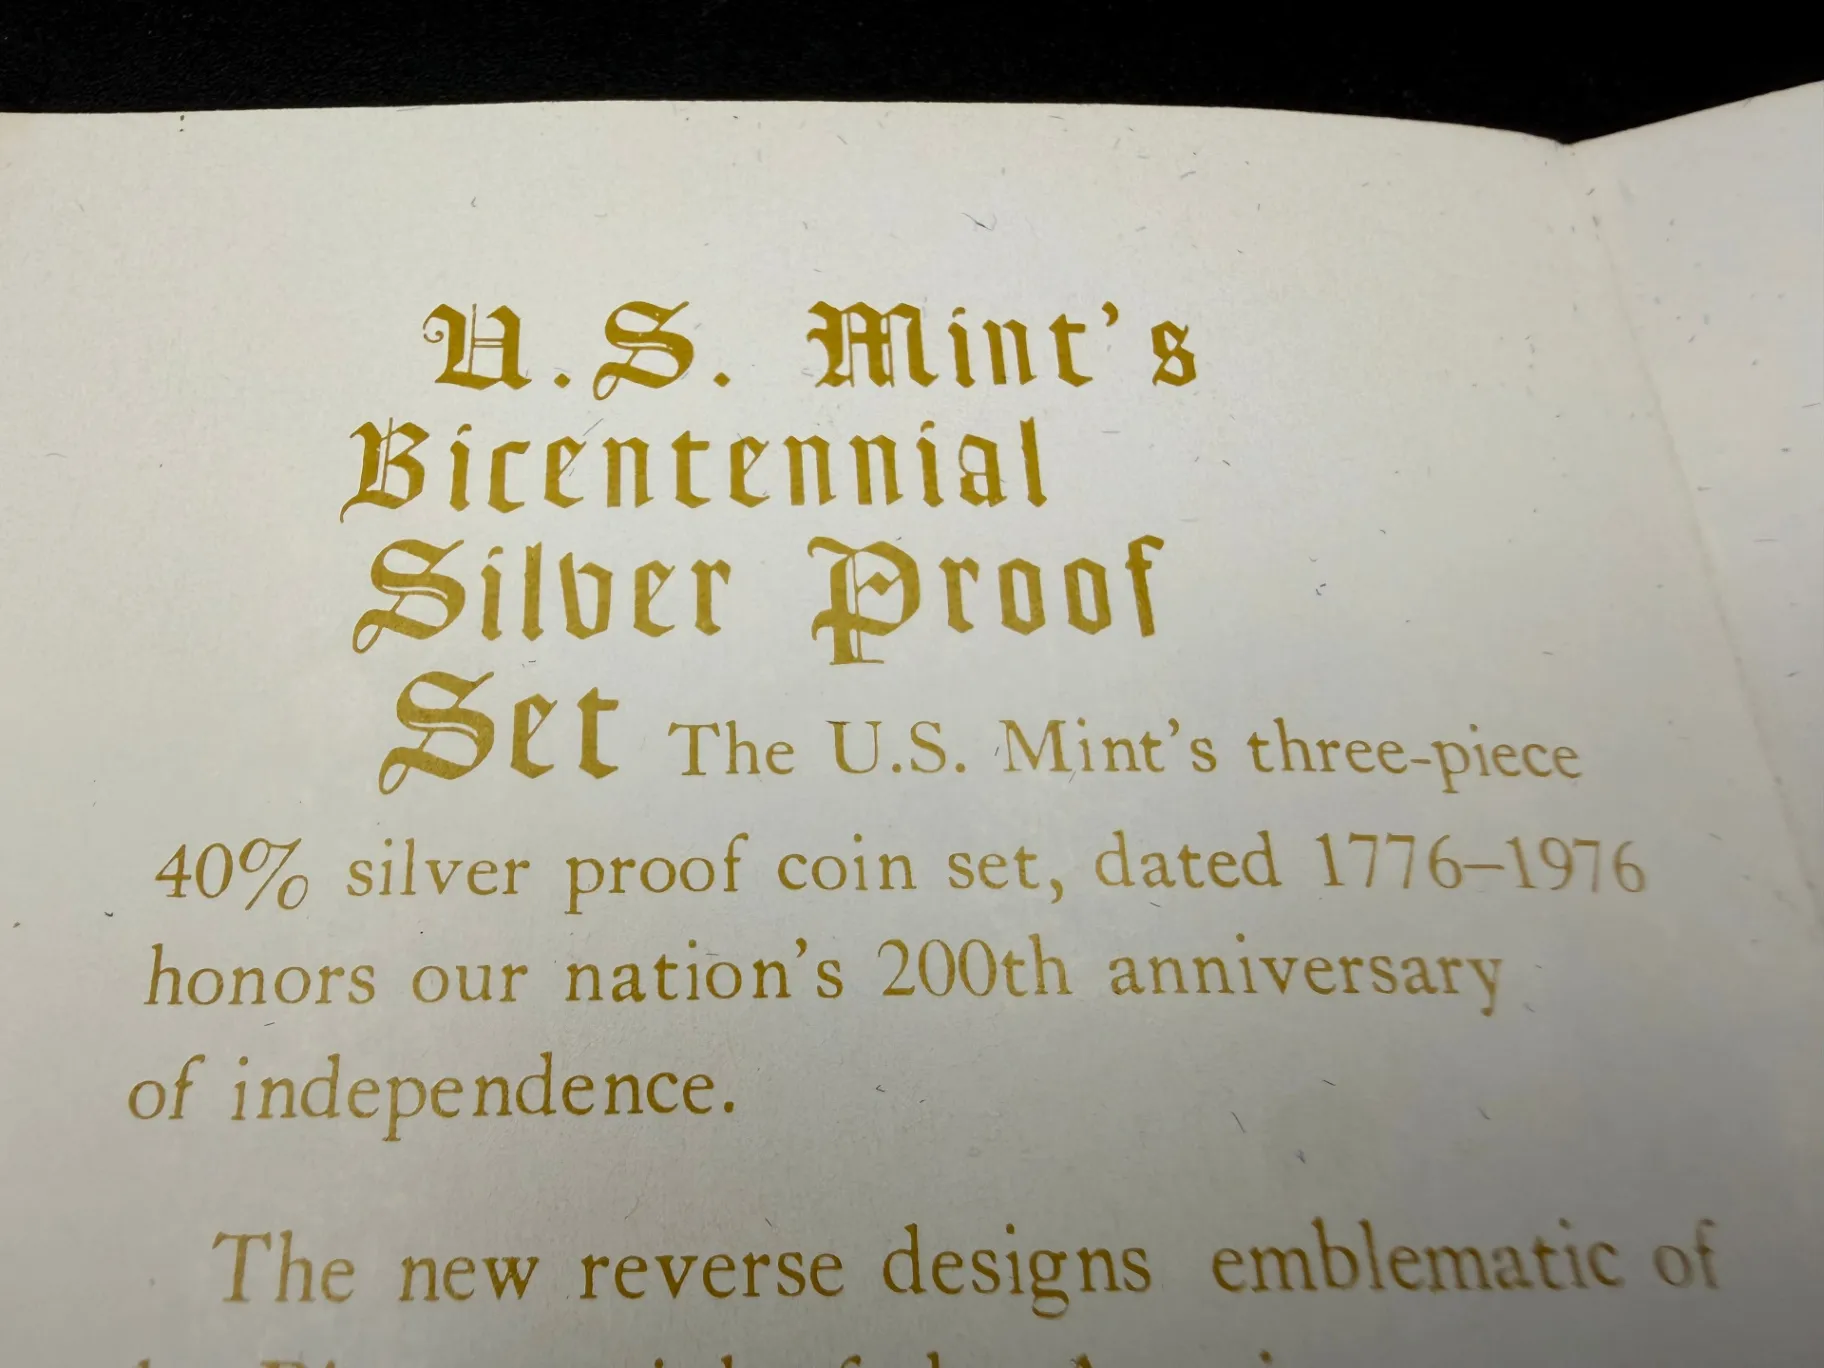 U.S. Mint's
Bicentennial
Silver Proof
Set The U.S. Mint's three-piece
40% silver proof coin set, dated 1776–1976
honors our nation's 200th anniversary
of independence.
The new reverse designs emblematic of